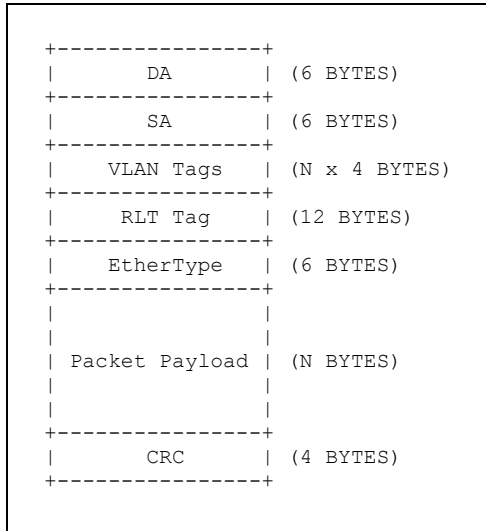 DA (6 BYTES)
SA (6 BYTES)
VLAN Tags (N x 4 BYTES)
RLT Tag (12 BYTES)
EtherType (6 BYTES)
Packet Payload (N BYTES)
CRC (4 BYTES)